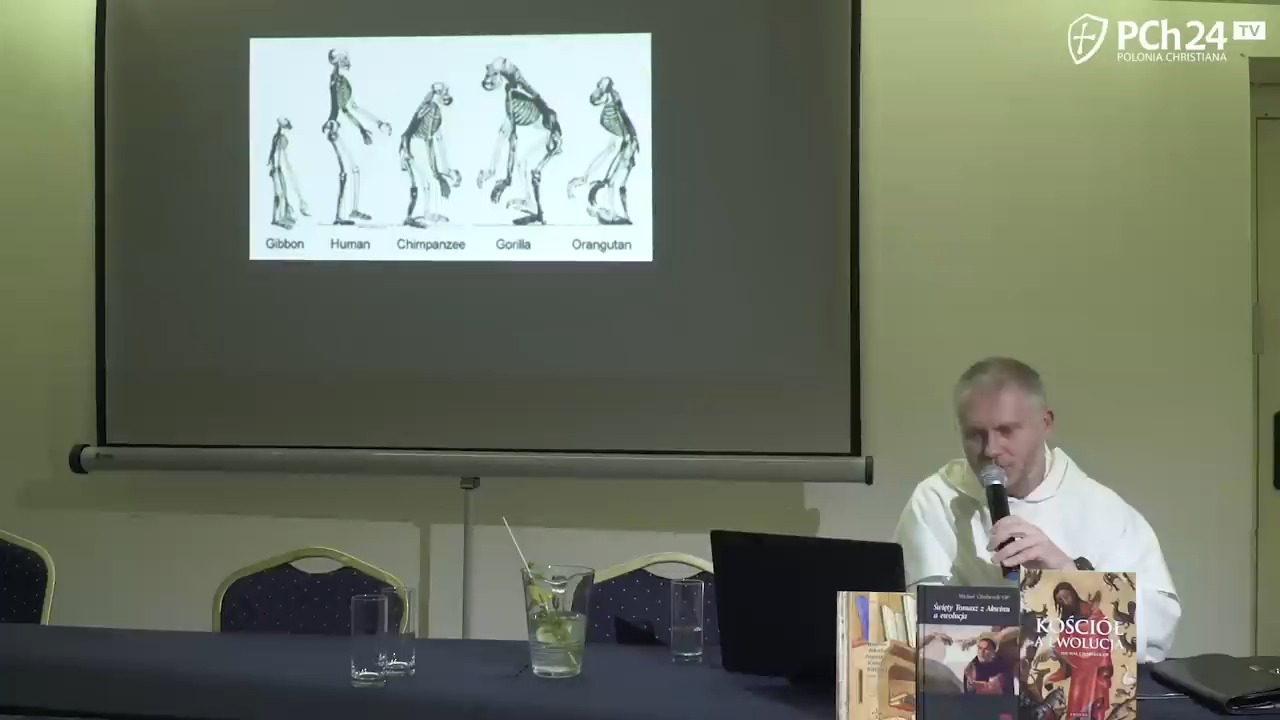 PCh24 TV
POLONIA CHRISTIANA
Gibbon Human Chimpanzee Gorilla Orangutan
Święty Tomasz z Akwinu
a ewolucja
KOŚCIÓŁ
A EWOLUCJA